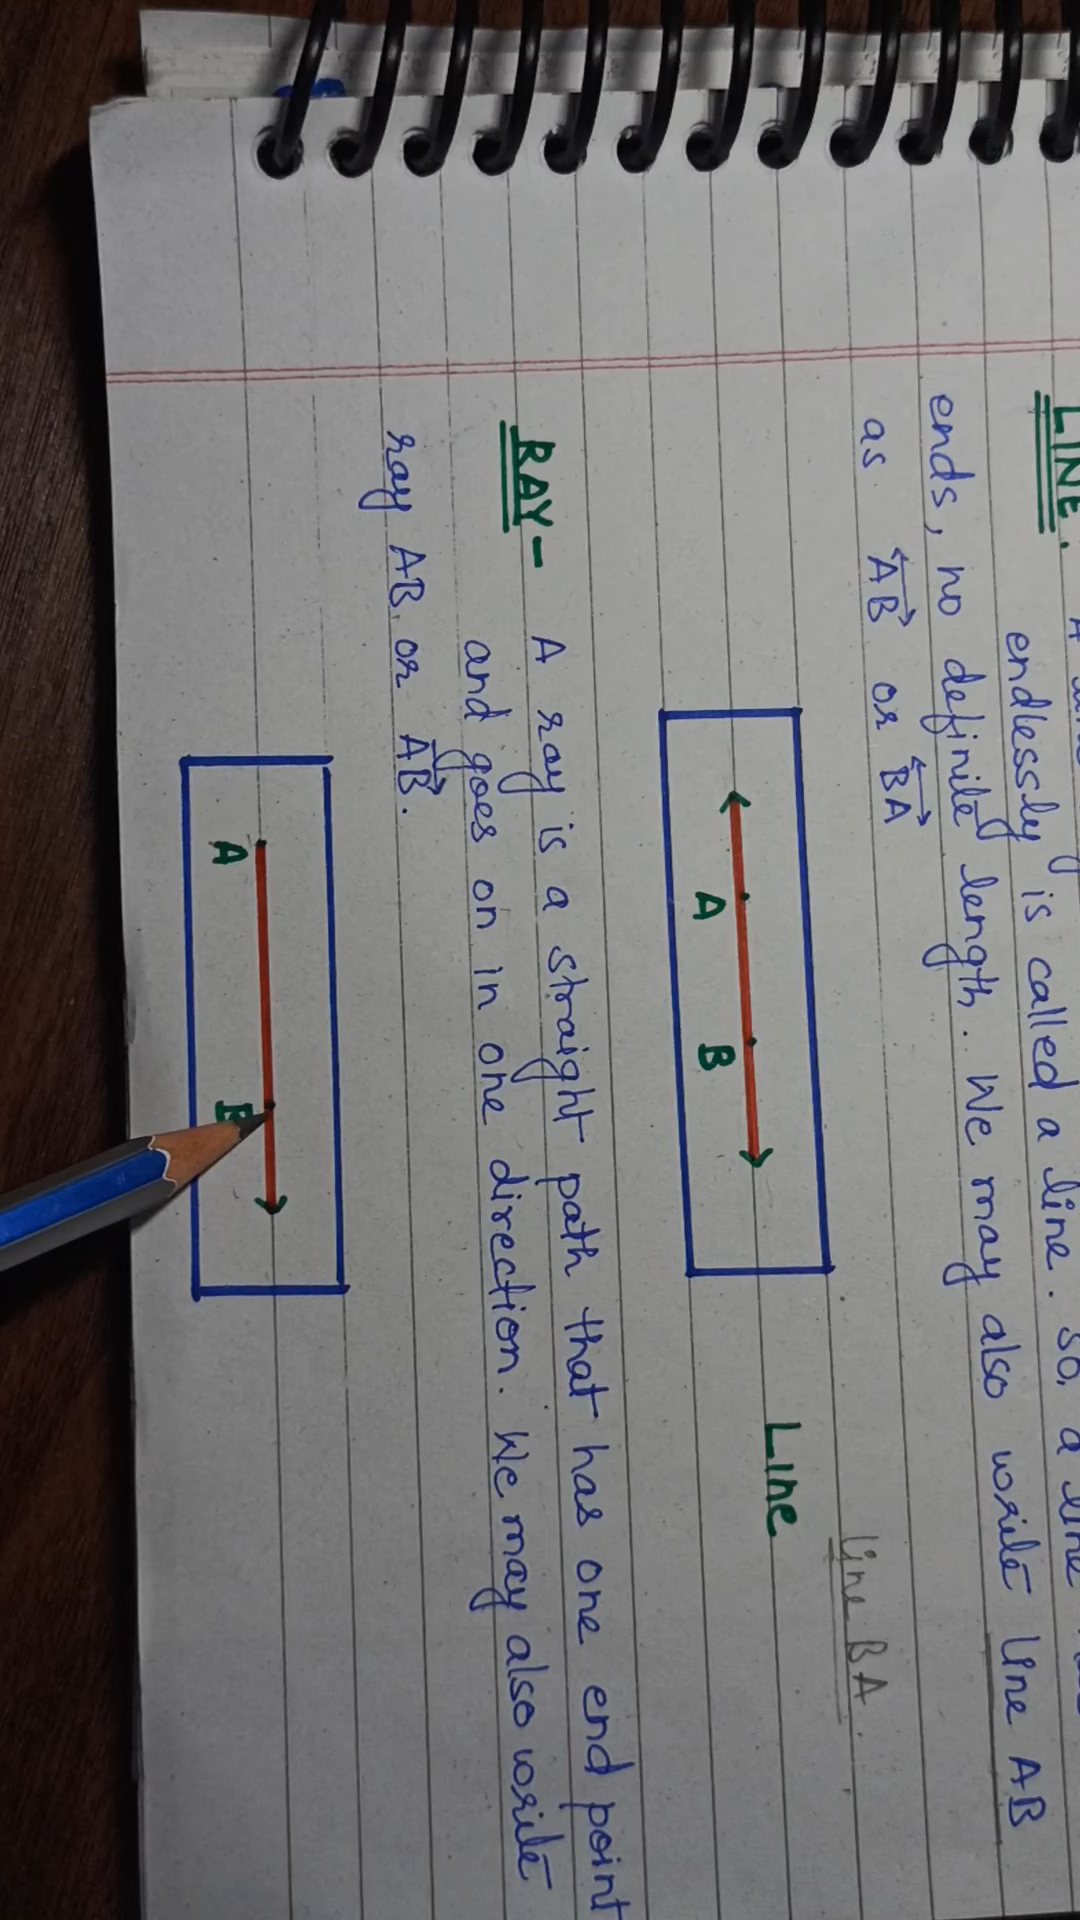 LINE.
endlessly is called a line. So, a line
ends, no definite length. We may also write line AB
as AB or BA
line BA.
Line
A B
RAY- A ray is a straight path that has one end point
and goes on in one direction. We may also write
ray AB or AB.
A